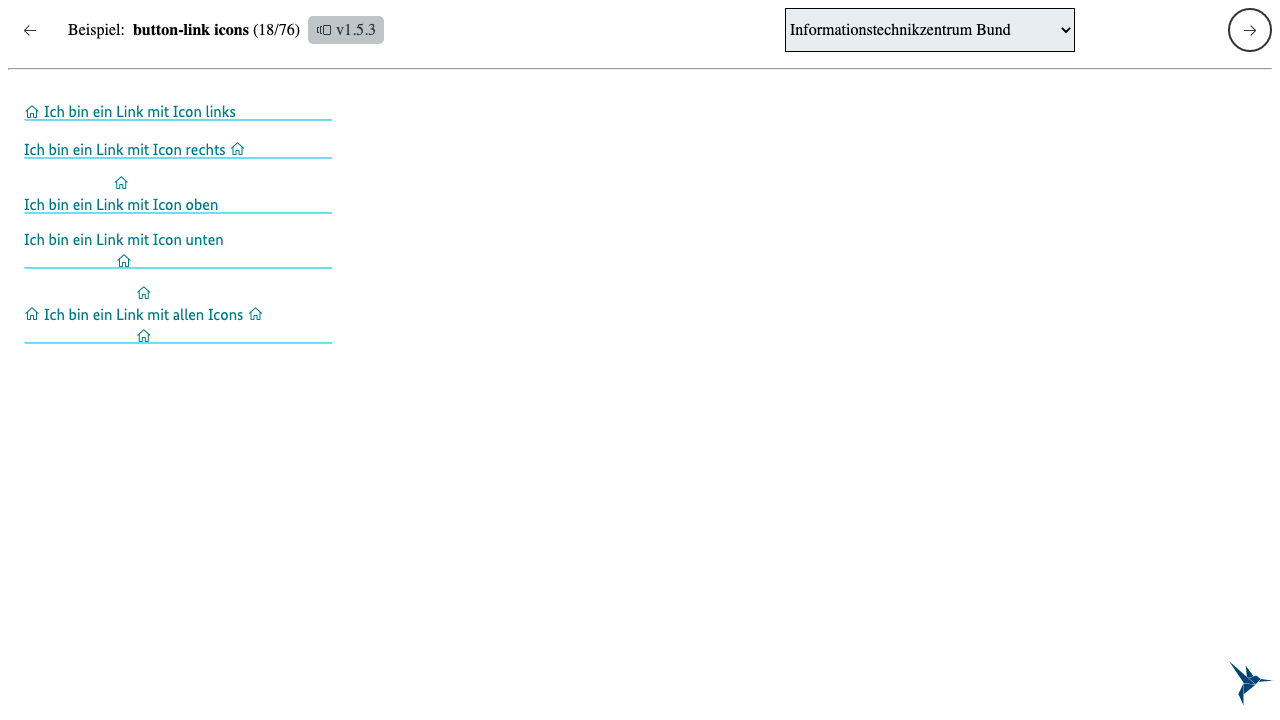 Beispiel: button-link icons (18/76) v1.5.3 Informationstechnikzentrum Bund
Ich bin ein Link mit Icon links
Ich bin ein Link mit Icon rechts
Ich bin ein Link mit Icon oben
Ich bin ein Link mit Icon unten
Ich bin ein Link mit allen Icons